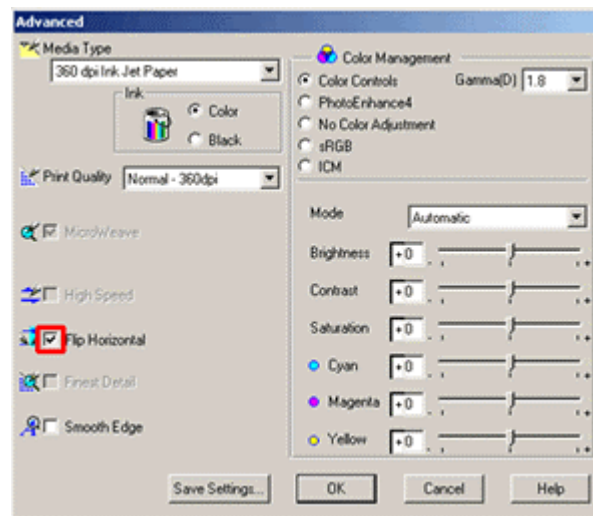 Advanced
Media Type
360 dpi Ink Jet Paper
Ink
Color
Black
Print Quality
Normal - 360dpi
MicroWeave
High Speed
Flip Horizontal
Finest Detail
Smooth Edge
Color Management
Color Controls
Gamma(D) 1.8
PhotoEnhance4
No Color Adjustment
sRGB
ICM
Mode Automatic
Brightness +0
Contrast +0
Saturation +0
Cyan +0
Magenta +0
Yellow +0
Save Settings...
OK
Cancel
Help